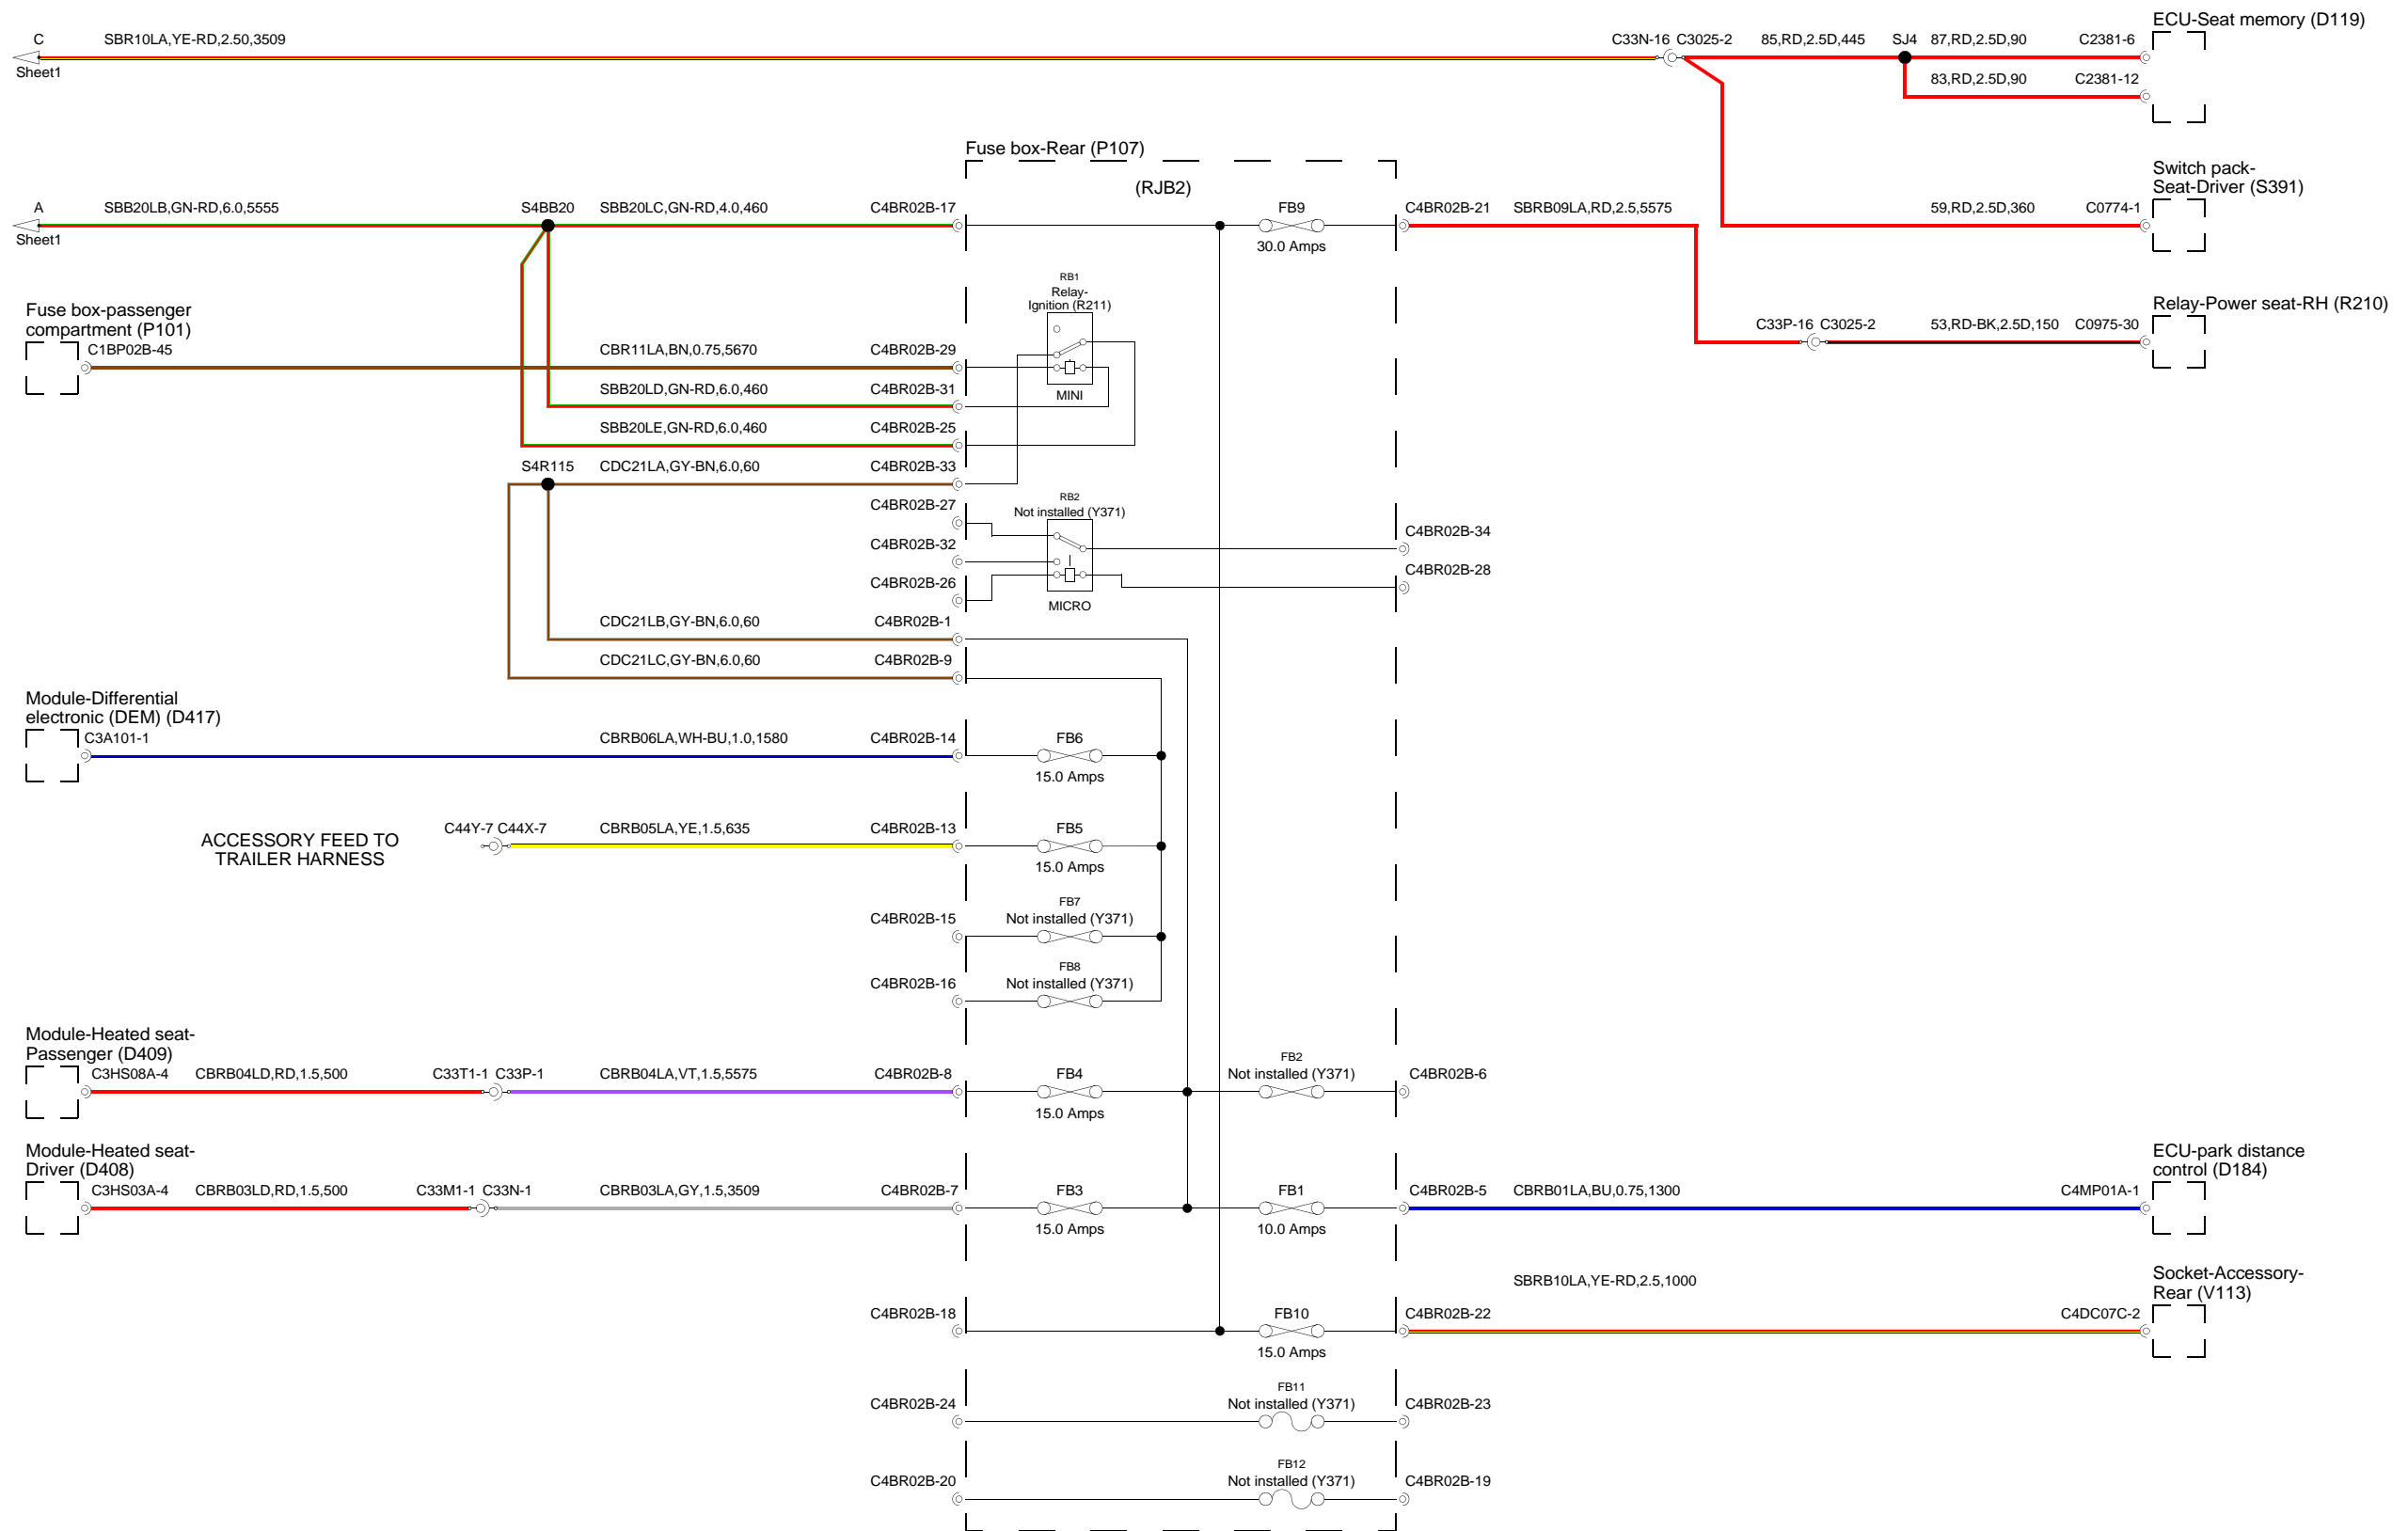 ECU-Seat memory (D119)
C
SBR10LA,YE-RD,2.50,3509
C33N-16 C3025-2
85,RD,2.5D,445
SJ4
87,RD,2.5D,90
C2381-6
Sheet1
83,RD,2.5D,90
C2381-12
Fuse box-Rear (P107)
(RJB2)
Switch pack-
Seat-Driver (S391)
A
SBB20LB,GN-RD,6.0,5555
S4BB20
SBB20LC,GN-RD,4.0,460
C4BR02B-17
FB9
C4BR02B-21
SBRB09LA,RD,2.5,5575
59,RD,2.5D,360
C0774-1
Sheet1
30.0 Amps
RB1
Relay-
Ignition (R211)
Fuse box-passenger
compartment (P101)
Relay-Power seat-RH (R210)
C33P-16 C3025-2
53,RD-BK,2.5D,150
C0975-30
C1BP02B-45
CBR11LA,BN,0.75,5670
C4BR02B-29
SBB20LD,GN-RD,6.0,460
C4BR02B-31
MINI
SBB20LE,GN-RD,6.0,460
C4BR02B-25
S4R115
CDC21LA,GY-BN,6.0,60
C4BR02B-33
RB2
Not installed (Y371)
C4BR02B-27
C4BR02B-34
C4BR02B-32
C4BR02B-28
C4BR02B-26
MICRO
CDC21LB,GY-BN,6.0,60
C4BR02B-1
CDC21LC,GY-BN,6.0,60
C4BR02B-9
Module-Differential
electronic (DEM) (D417)
C3A101-1
CBRB06LA,WH-BU,1.0,1580
C4BR02B-14
FB6
15.0 Amps
ACCESSORY FEED TO
TRAILER HARNESS
C44Y-7 C44X-7
CBRB05LA,YE,1.5,635
C4BR02B-13
FB5
15.0 Amps
FB7
C4BR02B-15
Not installed (Y371)
FB8
C4BR02B-16
Not installed (Y371)
Module-Heated seat-
Passenger (D409)
C3HS08A-4
CBRB04LD,RD,1.5,500
C33T1-1 C33P-1
CBRB04LA,VT,1.5,5575
C4BR02B-8
FB4
15.0 Amps
FB2
Not installed (Y371)
C4BR02B-6
Module-Heated seat-
Driver (D408)
C3HS03A-4
CBRB03LD,RD,1.5,500
C33M1-1 C33N-1
CBRB03LA,GY,1.5,3509
C4BR02B-7
FB3
15.0 Amps
FB1
10.0 Amps
C4BR02B-5
CBRB01LA,BU,0.75,1300
C4MP01A-1
ECU-park distance
control (D184)
SBRB10LA,YE-RD,2.5,1000
Socket-Accessory-
Rear (V113)
C4BR02B-18
FB10
15.0 Amps
C4BR02B-22
C4DC07C-2
FB11
C4BR02B-24
Not installed (Y371)
C4BR02B-23
FB12
C4BR02B-20
Not installed (Y371)
C4BR02B-19